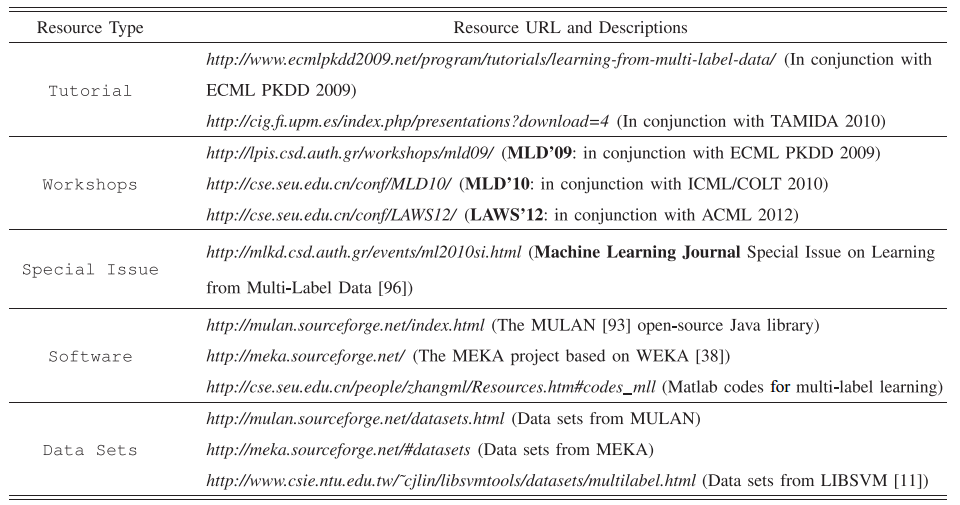 Resource Type Resource URL and Descriptions
http://www.ecmlpkdd2009.net/program/tutorials/learning-from-multi-label-data/ (In conjunction with
Tutorial
ECML PKDD 2009)
http://cig.fi.upm.es/index.php/presentations?download=4 (In conjunction with TAMIDA 2010)
http://lpis.csd.auth.gr/workshops/mld09/ (MLD'09: in conjunction with ECML PKDD 2009)
Workshops http://cse.seu.edu.cn/conf/MLD10/ (MLD'10: in conjunction with ICML/COLT 2010)
http://cse.seu.edu.cn/conf/LAWS12/ (LAWS'12: in conjunction with ACML 2012)
http://mlkd.csd.auth.gr/events/ml2010si.html (Machine Learning Journal Special Issue on Learning
Special Issue
from Multi-Label Data [96])
http://mulan.sourceforge.net/index.html (The MULAN [93] open-source Java library)
Software http://meka.sourceforge.net/ (The MEKA project based on WEKA [38])
http://cse.seu.edu.cn/people/zhangml/Resources.htm#codes_mll (Matlab codes for multi-label learning)
http://mulan.sourceforge.net/datasets.html (Data sets from MULAN)
Data Sets http://meka.sourceforge.net/#datasets (Data sets from MEKA)
http://www.csie.ntu.edu.tw/~cjlin/libsvmtools/datasets/multilabel.html (Data sets from LIBSVM [11])